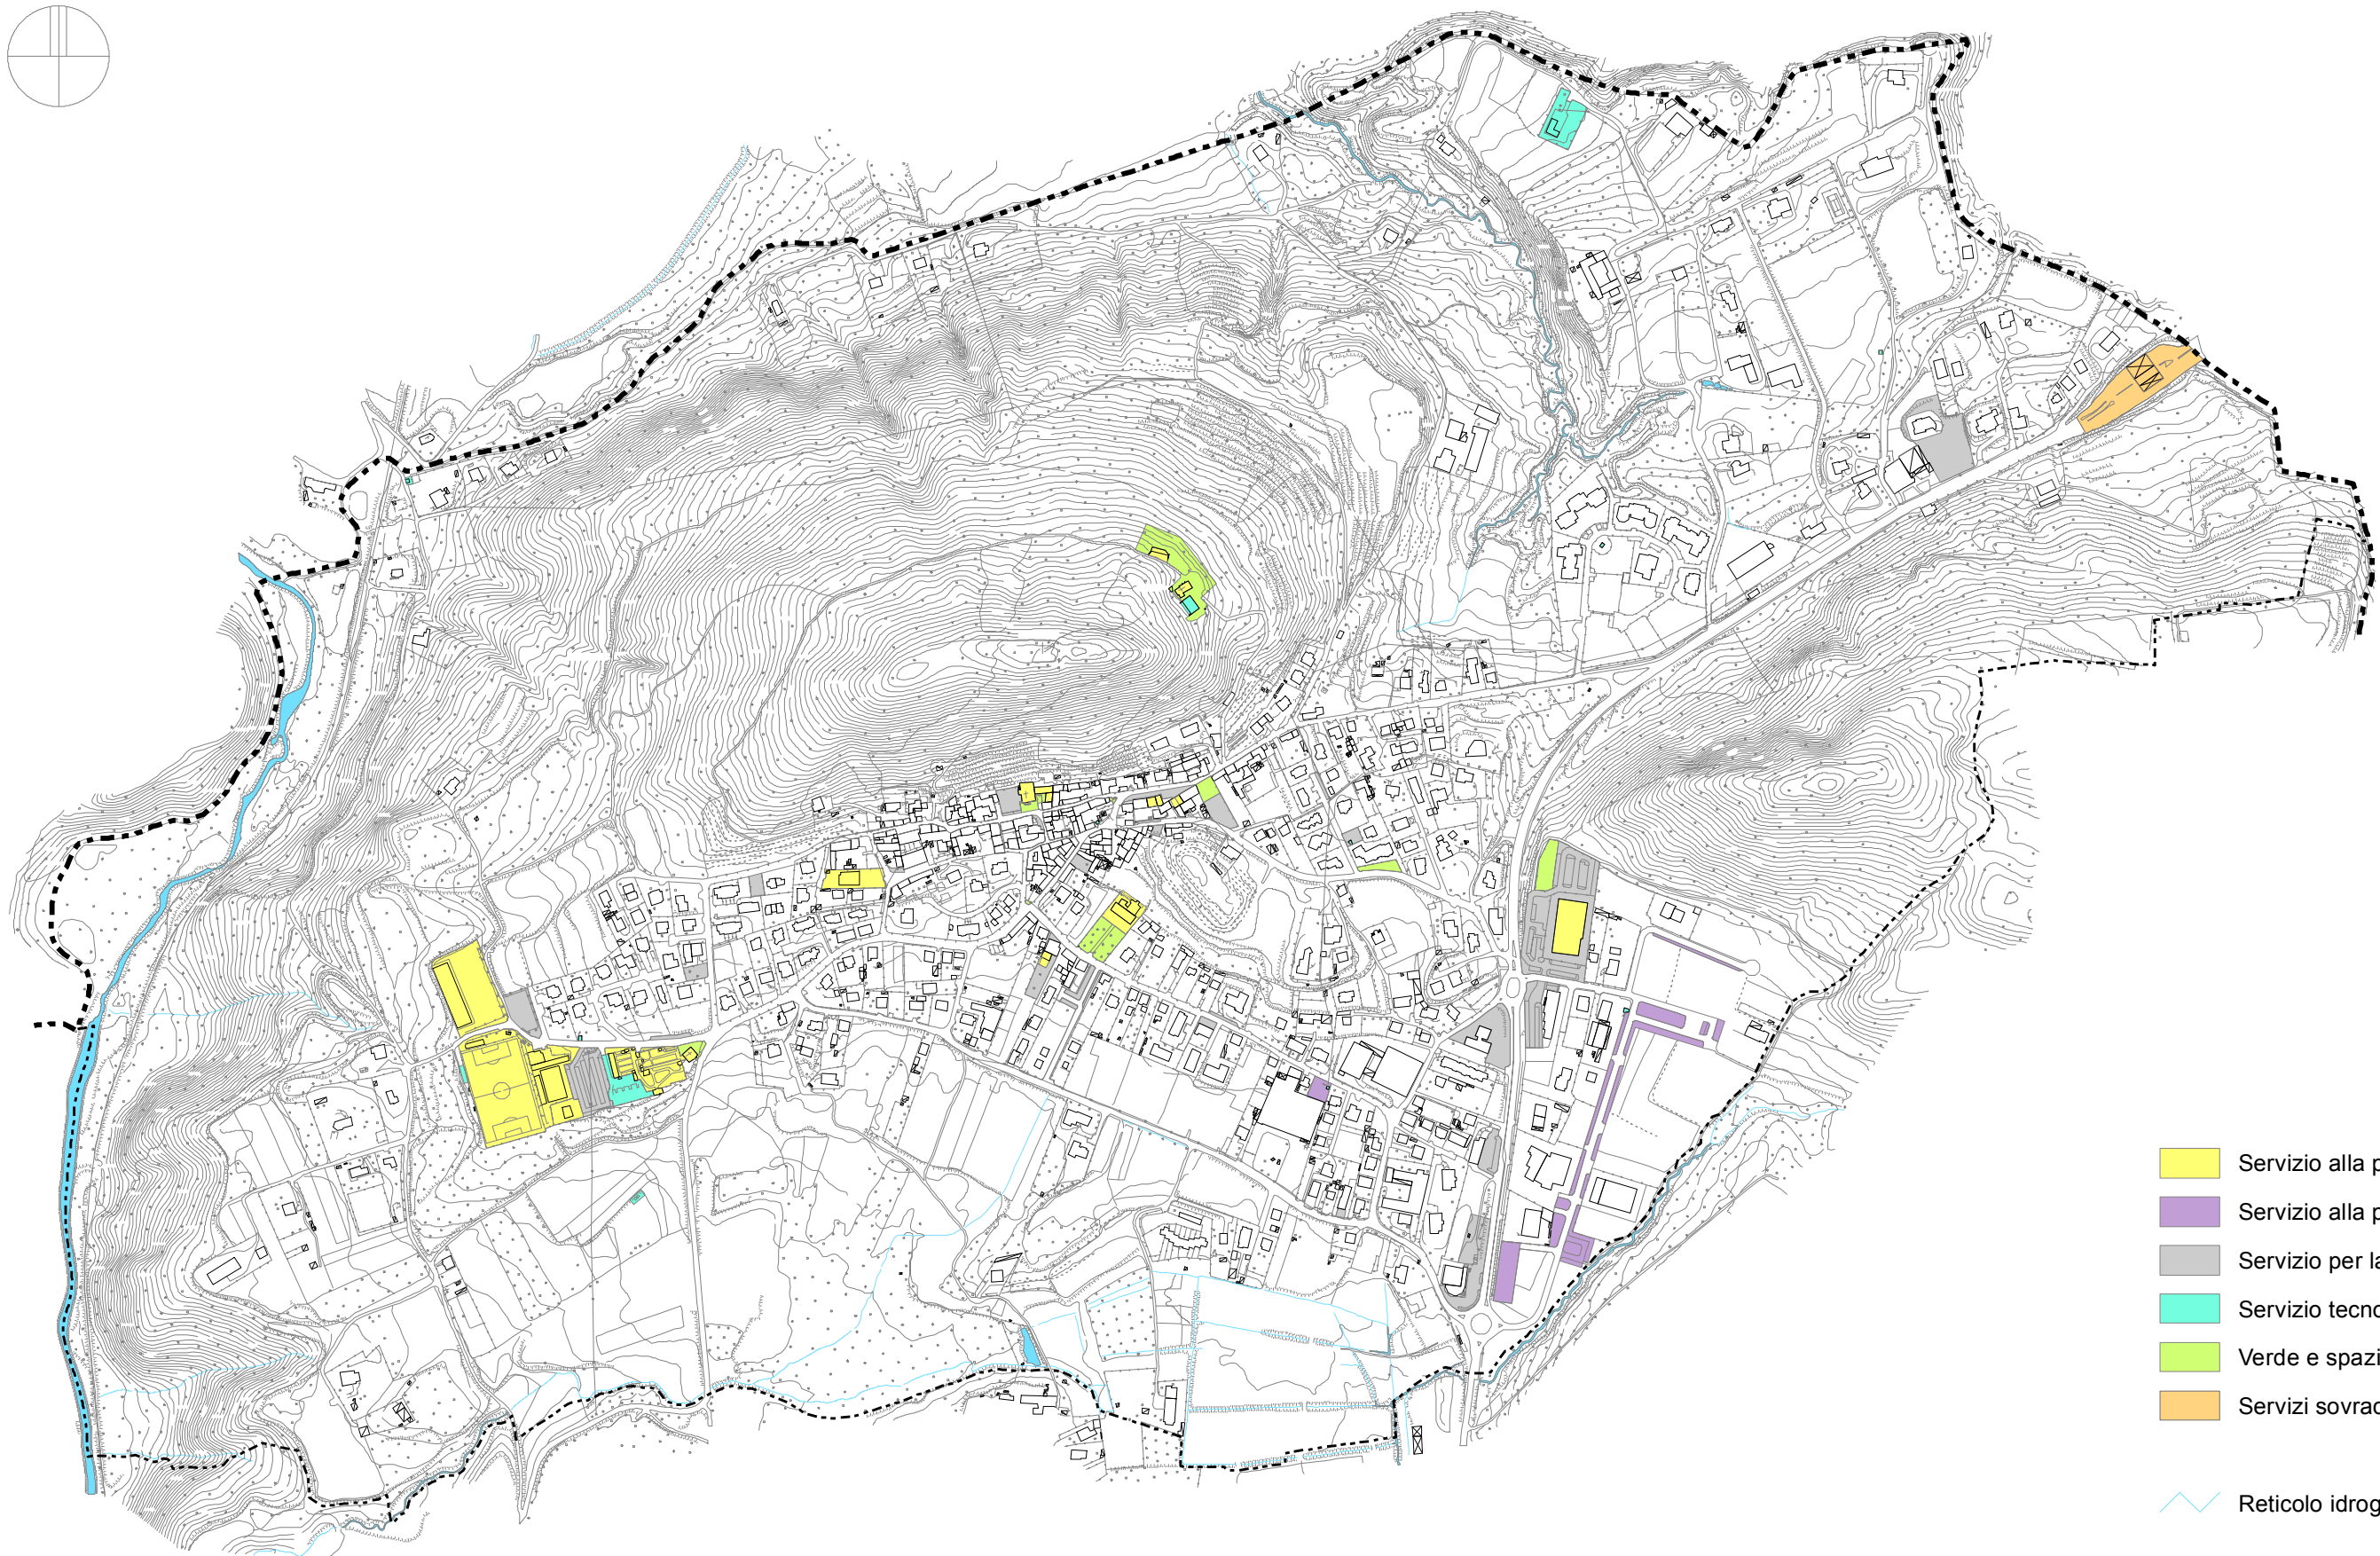 Servizio alla p
Servizio alla p
Servizio per la
Servizio tecno
Verde e spazi
Servizi sovrac
Reticolo idrog